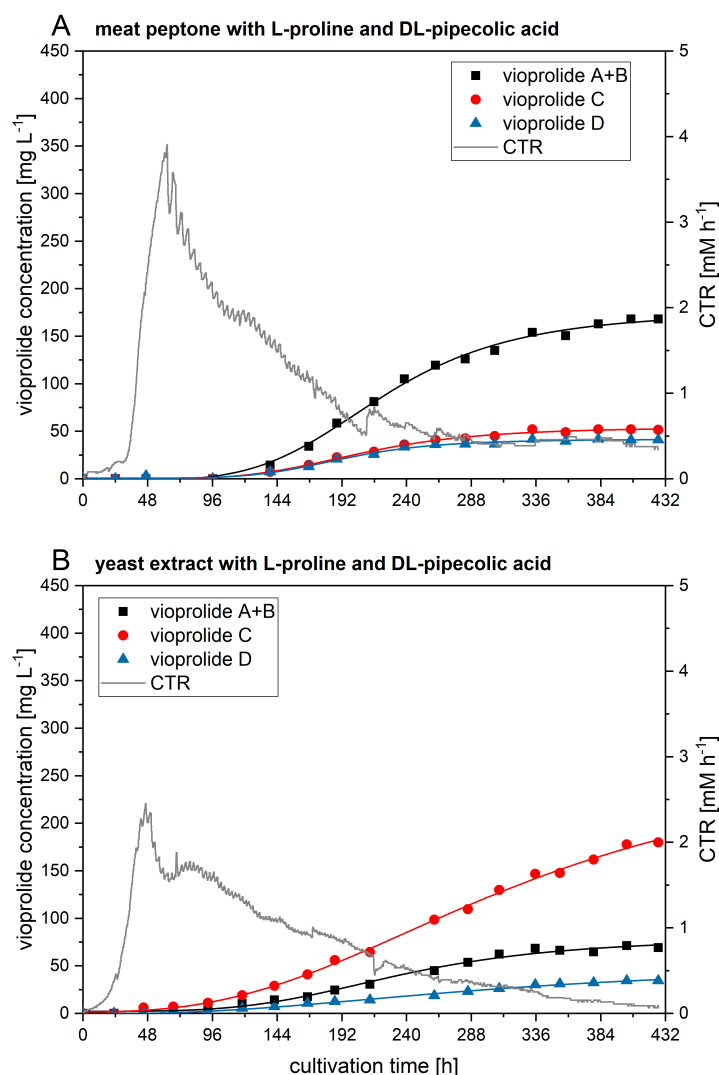 A meat peptone with L-proline and DL-pipecolic acid
450
400
350
300
250
200
150
100
50
0
vioprolide concentration [mg L⁻¹]
vioprolide A+B
vioprolide C
vioprolide D
CTR
5
4
3
2
1
0
CTR [mM h⁻¹]
0 48 96 144 192 240 288 336 384 432
B yeast extract with L-proline and DL-pipecolic acid
450
400
350
300
250
200
150
100
50
0
vioprolide concentration [mg L⁻¹]
vioprolide A+B
vioprolide C
vioprolide D
CTR
5
4
3
2
1
0
CTR [mM h⁻¹]
0 48 96 144 192 240 288 336 384 432
cultivation time [h]